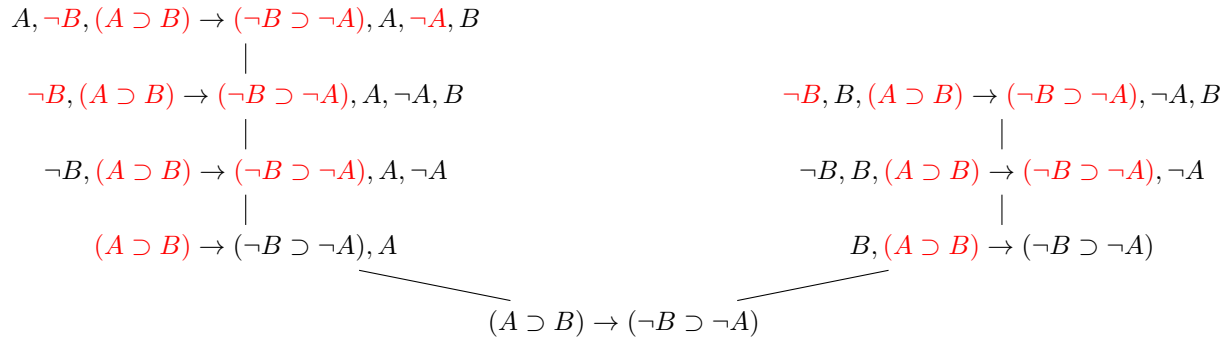 A, ¬B, (A ⊃ B) → (¬B ⊃ ¬A), A, ¬A, B
¬B, (A ⊃ B) → (¬B ⊃ ¬A), A, ¬A, B
¬B, B, (A ⊃ B) → (¬B ⊃ ¬A), ¬A, B
¬B, (A ⊃ B) → (¬B ⊃ ¬A), A, ¬A
¬B, B, (A ⊃ B) → (¬B ⊃ ¬A), ¬A
(A ⊃ B) → (¬B ⊃ ¬A), A
B, (A ⊃ B) → (¬B ⊃ ¬A)
(A ⊃ B) → (¬B ⊃ ¬A)